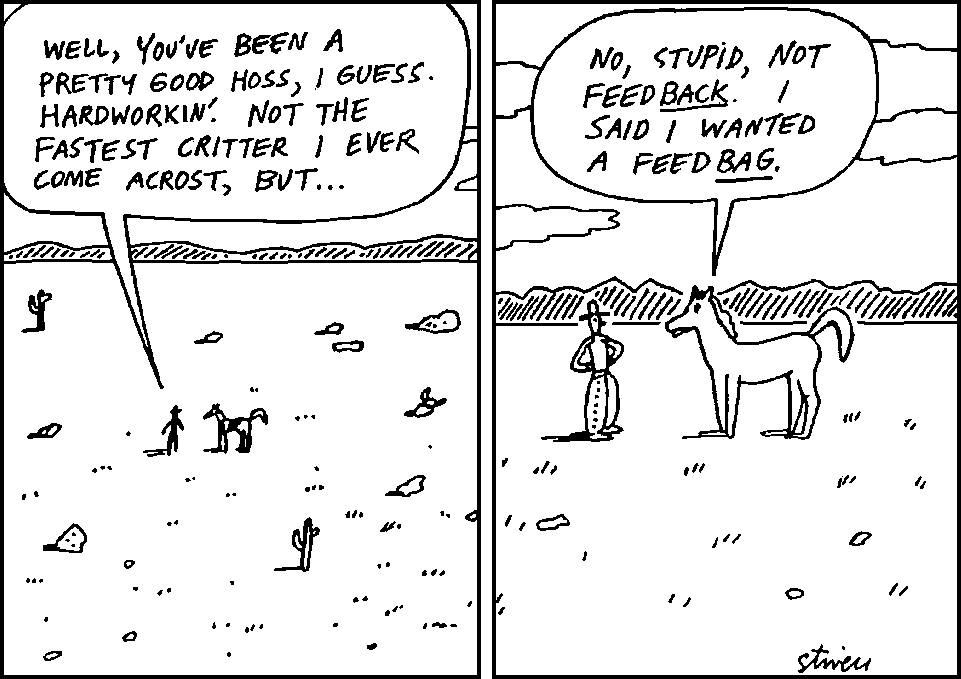 WELL, YOU'VE BEEN A
PRETTY GOOD HOSS, I GUESS.
HARDWORKIN'. NOT THE
FASTEST CRITTER I EVER
COME ACROST, BUT...
NO, STUPID, NOT
FEEDBACK. I
SAID I WANTED
A FEEDBAG.